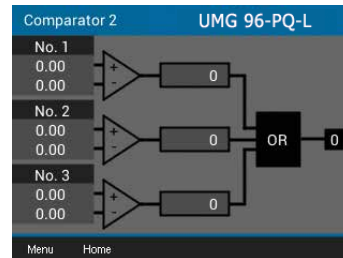 Comparator 2 UMG 96-PQ-L
No. 1
0.00 +
0.00 -
0
No. 2
0.00 +
0.00 -
0
OR 0
No. 3
0.00 +
0.00 -
0
Menu Home